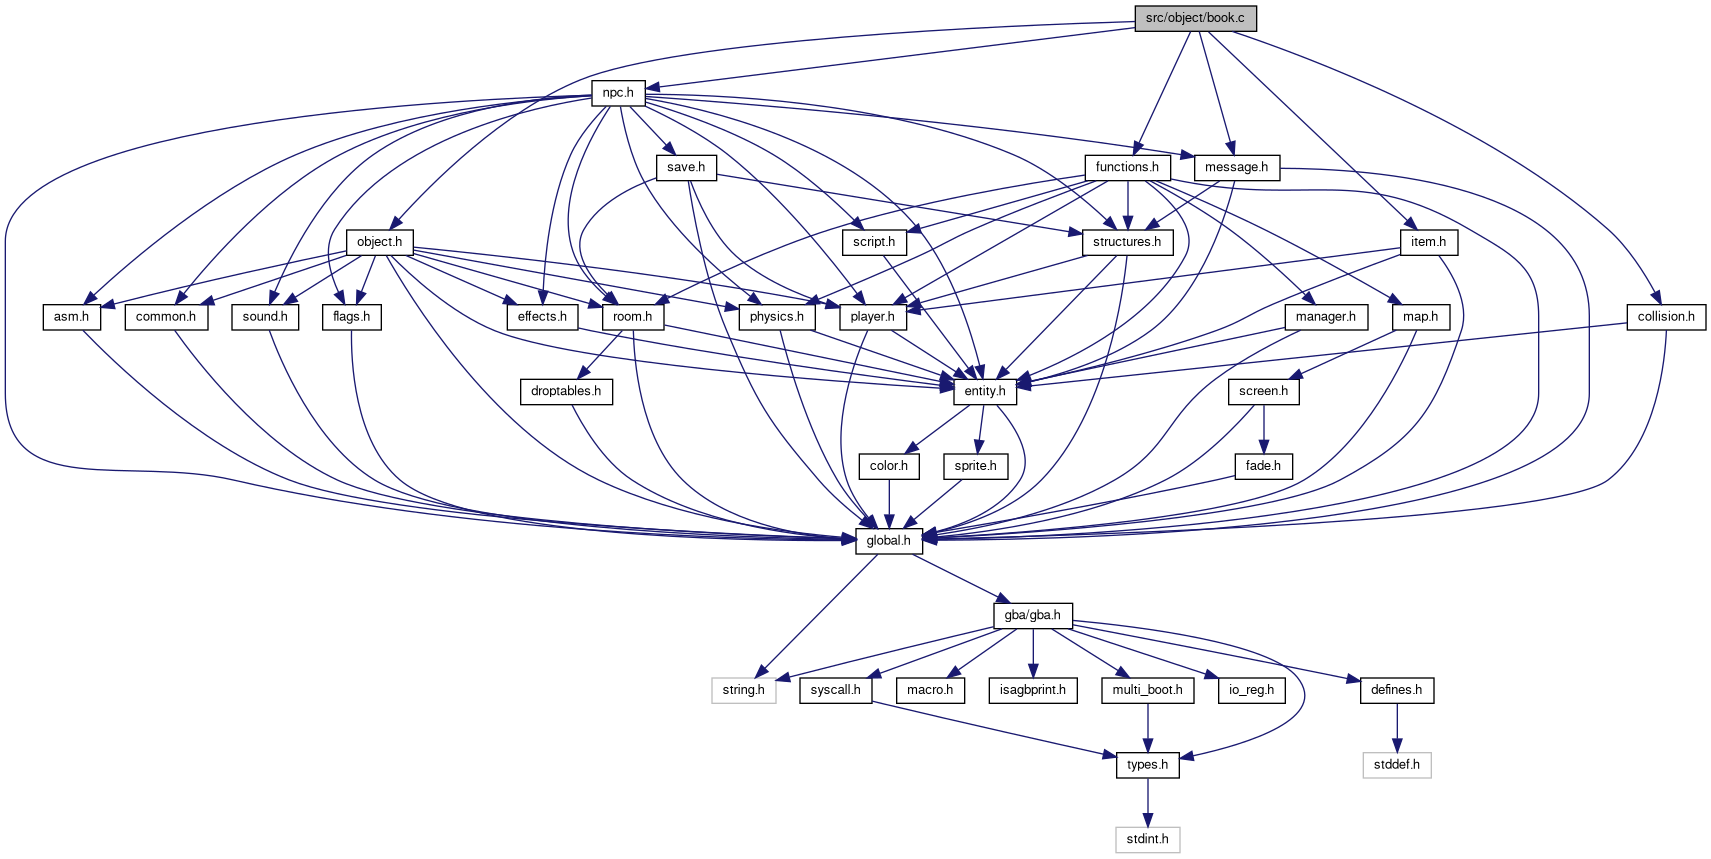 src/object/book.c
npc.h
save.h
functions.h
message.h
object.h
script.h
structures.h
item.h
asm.h
common.h
sound.h
flags.h
effects.h
room.h
physics.h
player.h
manager.h
map.h
collision.h
droptables.h
entity.h
screen.h
color.h
sprite.h
fade.h
global.h
gba/gba.h
string.h
syscall.h
macro.h
isagbprint.h
multi_boot.h
io_reg.h
defines.h
types.h
stddef.h
stdint.h